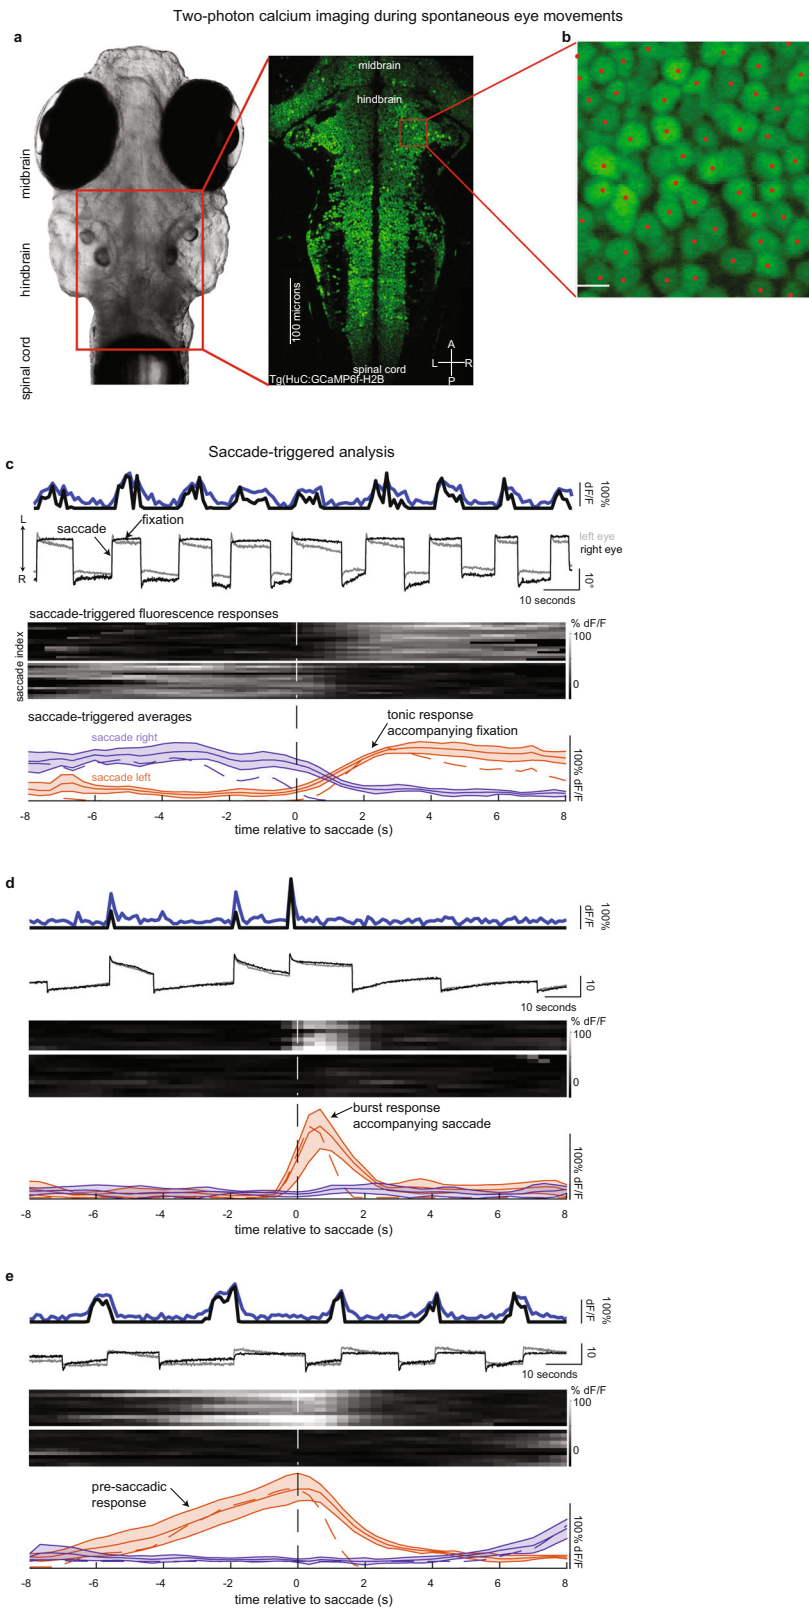 Two-photon calcium imaging during spontaneous eye movements
a
b
midbrain
hindbrain
spinal cord
midbrain
hindbrain
100 microns
spinal cord
A
L R
P
Tg(HuC:GCaMP6f-H2B
Saccade-triggered analysis
c
100%
dF/F
L
R
saccade
fixation
left eye
right eye
10°
10 seconds
saccade-triggered fluorescence responses
saccade index
% dF/F
100
0
saccade-triggered averages
saccade right
saccade left
tonic response
accompanying fixation
100% dF/F
-8 -6 -4 -2 0 2 4 6 8
time relative to saccade (s)
d
100%
dF/F
10
10 seconds
% dF/F
100
0
burst response
accompanying saccade
100% dF/F
-8 -6 -4 -2 0 2 4 6 8
time relative to saccade (s)
e
100%
dF/F
10
10 seconds
% dF/F
100
0
pre-saccadic
response
100% dF/F
-8 -6 -4 -2 0 2 4 6 8
time relative to saccade (s)